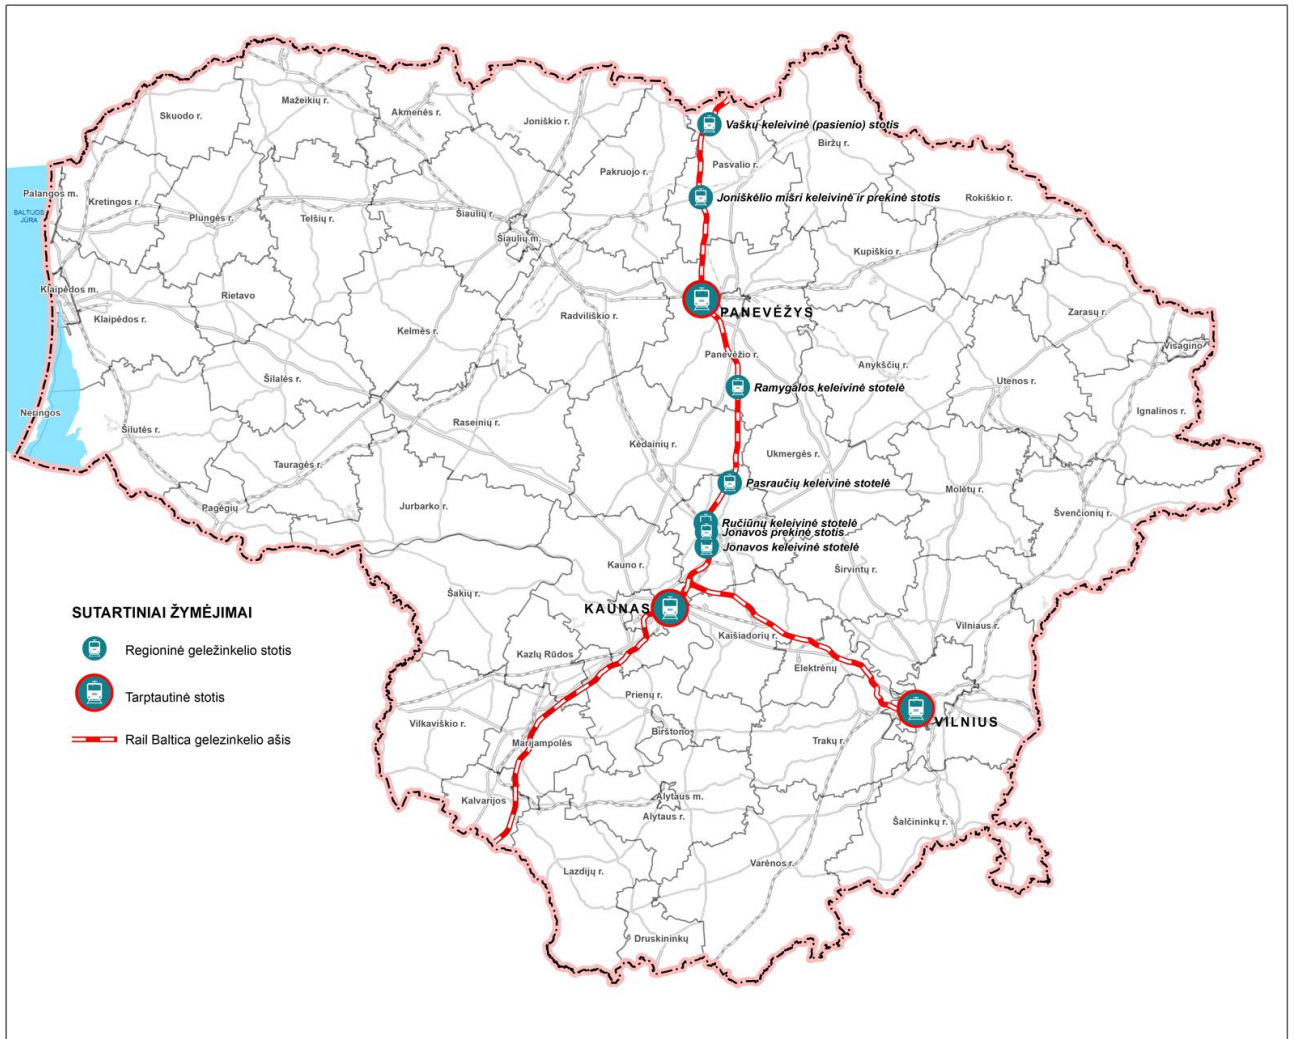 Vaškų keleivinė (pasienio) stotis
Mažeikių r.
Akmenės r.
Skuodo r.
Joniškio r.
Biržų r.
Pasvalio r.
Pakruojo r.
Palangos m.
Kretingos r.
Joniškėlio mišri keleivinė ir prekinė stotis
Rokiškio r.
BALTIJOS
JŪRA
Plungės r.
Telšių r.
Šiaulių r.
Šiaulių m.
Kupiškio r.
Klaipėdos m.
Rietavo
Klaipėdos r.
Kelmės r.
Radviliškio r.
PANEVĖŽYS
Zarasų r.
Visagino
Panevėžio r.
Anykščių r.
Šilalės r.
Ramygalos keleivinė stotelė
Utenos r.
Neringos
Ignalinos r.
Šilutės r.
Raseinių r.
Kėdainių r.
Ukmergės r.
Tauragės r.
Pasraučių keleivinė stotelė
Molėtų r.
Pagėgių
Jurbarko r.
Švenčionių r.
Ručiūnų keleivinė stotelė
Jonavos prekinė stotis
Jonavos keleivinė stotelė
Kauno r.
Širvintų r.
Šakių r.
KAUNAS
Vilniaus r.
Kaišiadorių r.
Kazlų Rūdos
Elektrėnų
Prienų r.
Vilkaviškio r.
VILNIUS
Birštono
Marijampolės
Trakų r.
Kalvarijos
Alytaus m.
Alytaus r.
Šalčininkų r.
Varėnos r.
Lazdijų r.
Druskininkų
SUTARTINIAI ŽYMĖJIMAI
Regioninė geležinkelio stotis
Tarptautinė stotis
Rail Baltica gelezinkelio ašis